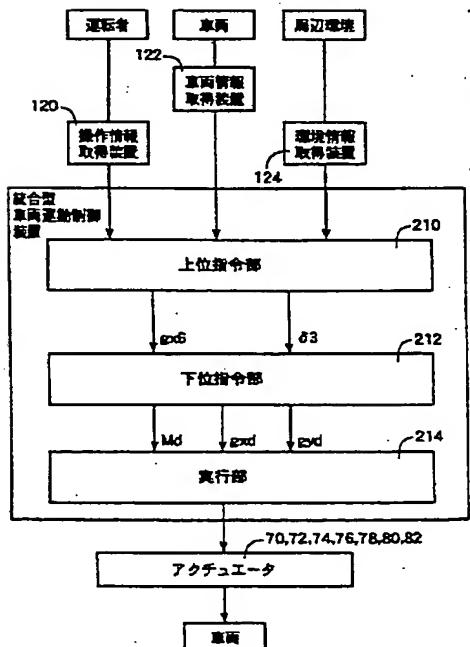 運転者
車両
周辺環境
122
車両情報
取得装置
120
操作情報
取得装置
環境情報
取得装置
124
統合型
車両運動制御
装置
210
上位指令部
gx6
δ3
212
下位指令部
Md
gxd
gyd
214
実行部
70,72,74,76,78,80,82
アクチュエータ
車両